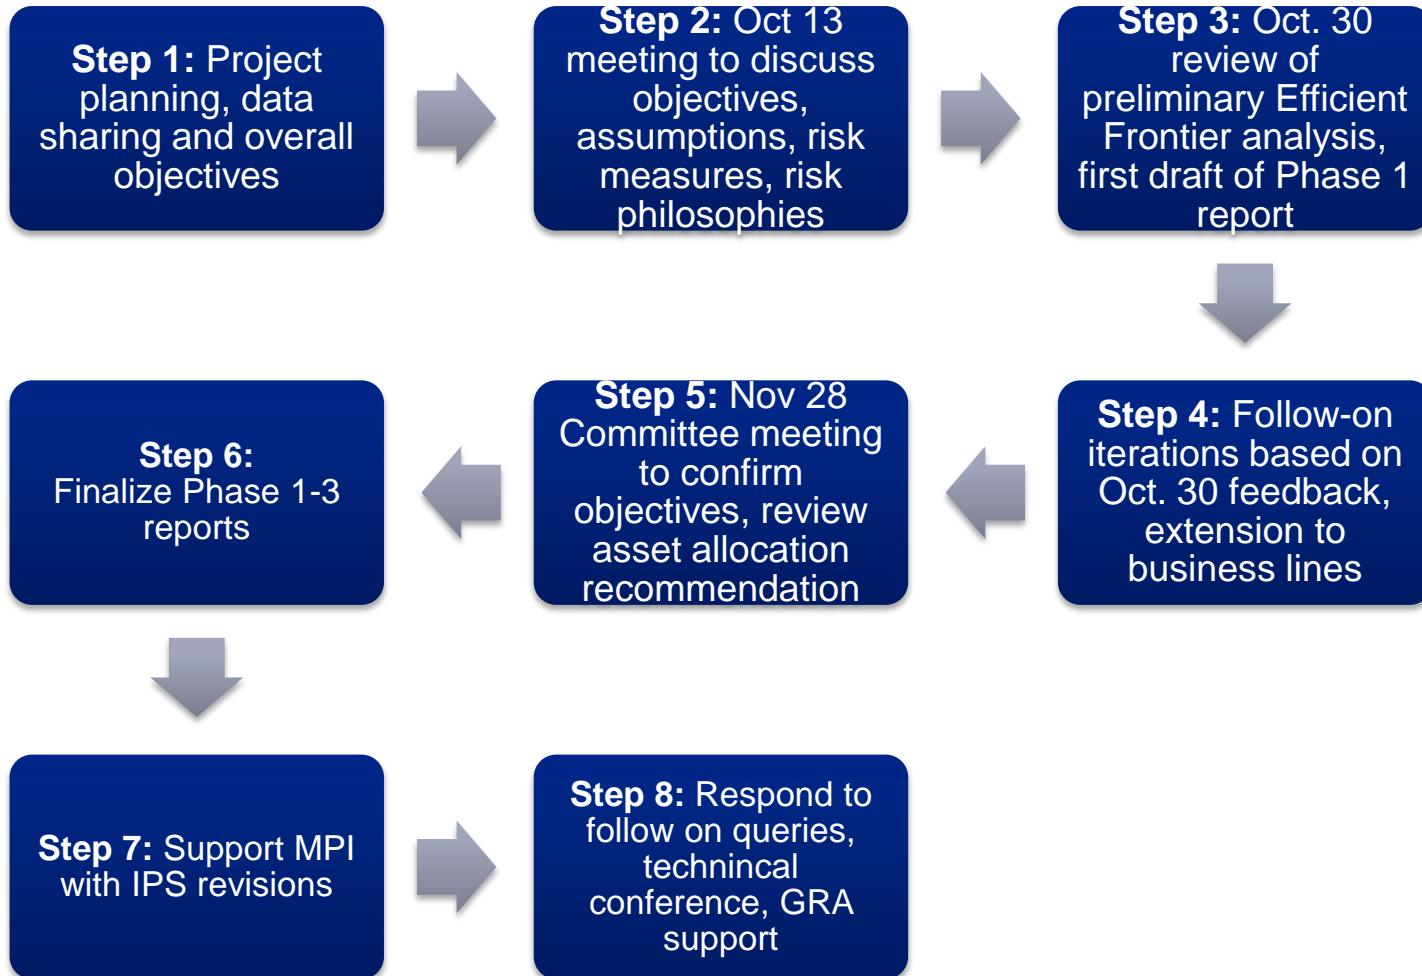 Step 1: Project
planning, data
sharing and overall
objectives
Step 2: Oct 13
meeting to discuss
objectives,
assumptions, risk
measures, risk
philosophies
Step 3: Oct. 30
review of
preliminary Efficient
Frontier analysis,
first draft of Phase 1
report
Step 4: Follow-on
iterations based on
Oct. 30 feedback,
extension to
business lines
Step 5: Nov 28
Committee meeting
to confirm
objectives, review
asset allocation
recommendation
Step 6:
Finalize Phase 1-3
reports
Step 7: Support MPI
with IPS revisions
Step 8: Respond to
follow on queries,
technincal
conference, GRA
support